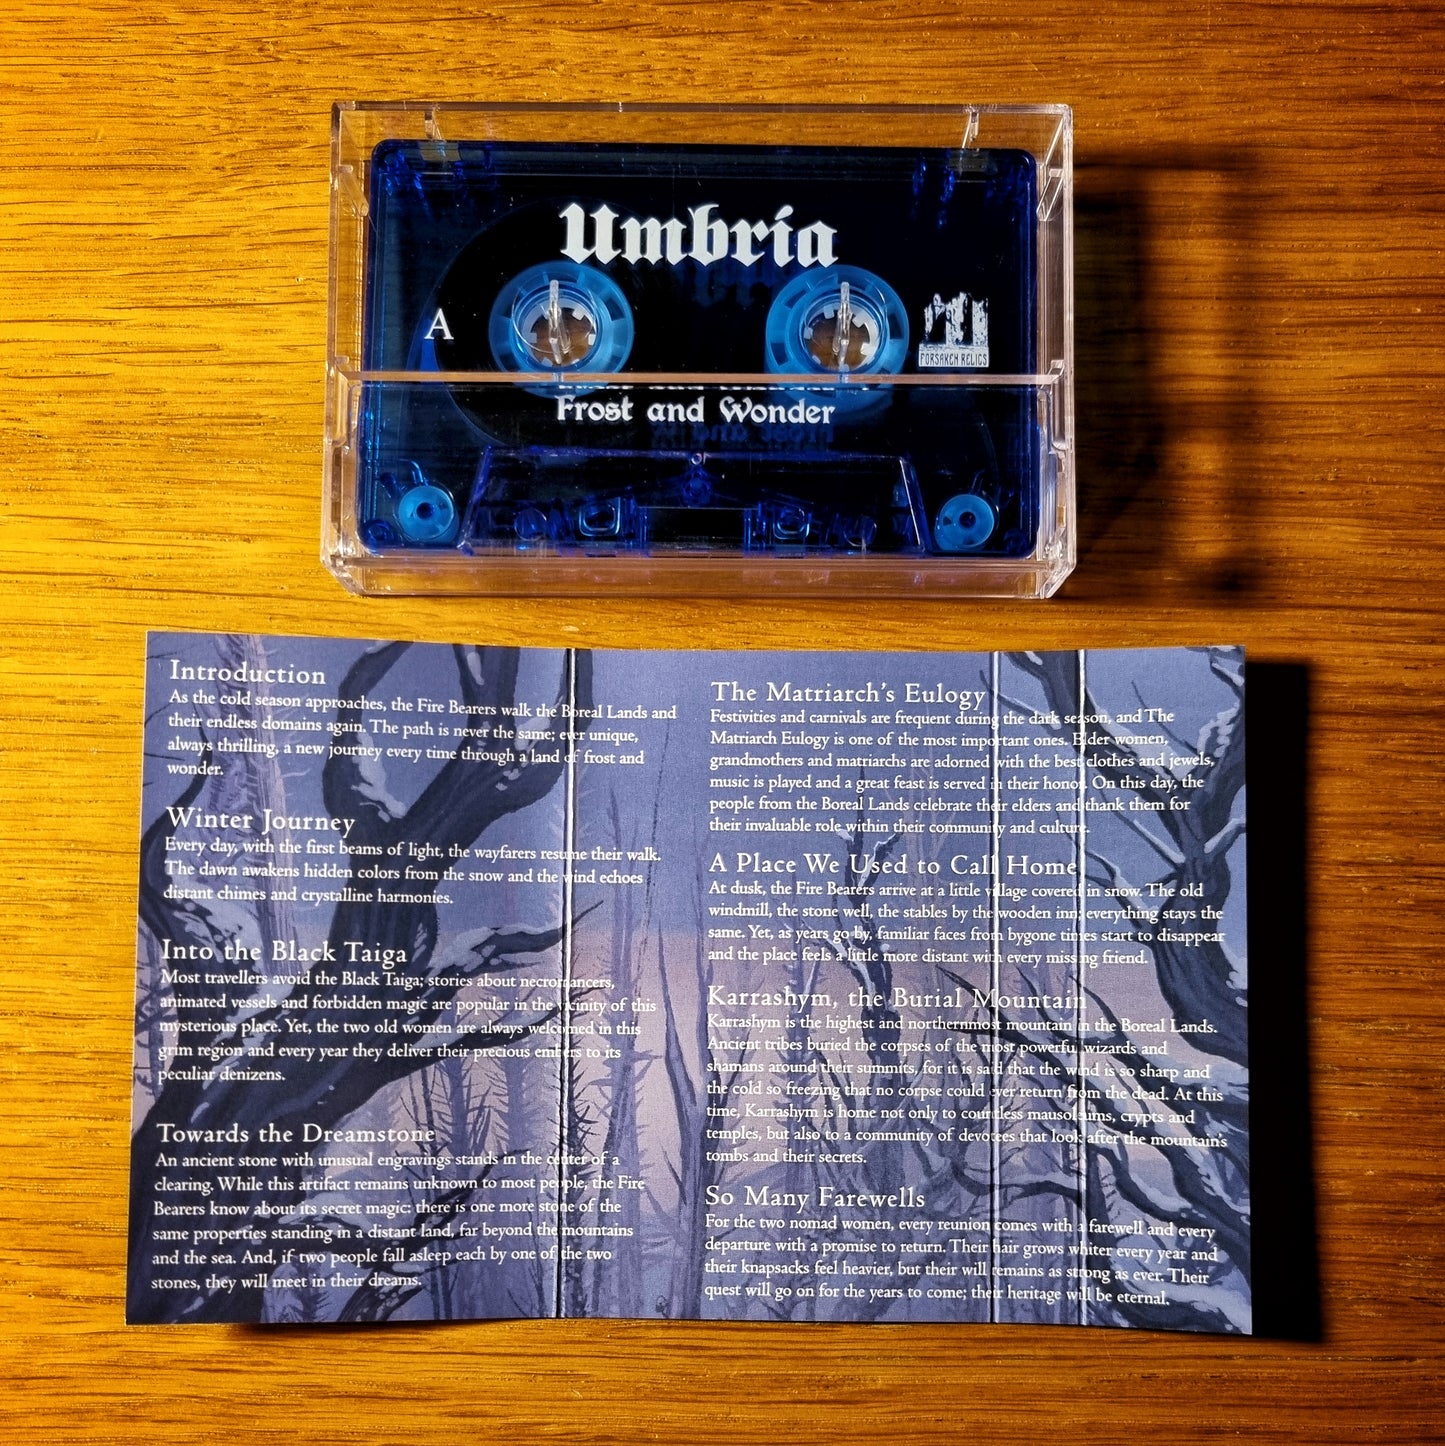 Umbria
A
FORSAKEN RELICS
Frost and Wonder
Introduction
As the cold season approaches, the Fire Bearers walk the Boreal Lands and
their endless domains again. The path is never the same; ever unique,
always thrilling, a new journey every time through a land of frost and
wonder.
Winter Journey
Every day, with the first beams of light, the wayfarers resume their walk.
The dawn awakens hidden colors from the snow and the wind echoes
distant chimes and crystalline harmonies.
Into the Black Taiga
Most travellers avoid the Black Taiga; stories about necromancers,
animated vessels and forbidden magic are popular in the vicinity of this
mysterious place. Yet, the two old women are always welcomed in this
grim region and every year they deliver their precious embers to its
peculiar denizens.
Towards the Dreamstone
An ancient stone with unusual engravings stands in the center of a
clearing. While this artifact remains unknown to most people, the Fire
Bearers know about its secret magic: there is one more stone of the
same properties standing in a distant land, far beyond the mountains
and the sea. And, if two people fall asleep each by one of the two
stones, they will meet in their dreams.
The Matriarch's Eulogy
Festivities and carnivals are frequent during the dark season, and The
Matriarch Eulogy is one of the most important ones. Elder women,
grandmothers and matriarchs are adorned with the best clothes and jewels,
music is played and a great feast is served in their honor. On this day, the
people from the Boreal Lands celebrate their elders and thank them for
their invaluable role within their community and culture.
A Place We Used to Call Home
At dusk, the Fire Bearers arrive at a little village covered in snow. The old
windmill, the stone well, the stables by the wooden inn; everything stays the
same. Yet, as years go by, familiar faces from bygone times start to disappear
and the place feels a little more distant with every missing friend.
Karrashym, the Burial Mountain
Karrashym is the highest and northernmost mountain in the Boreal Lands.
Ancient tribes buried the corpses of the most powerful wizards and
shamans around their summits, for it is said that the wind is so sharp and
the cold so freezing that no corpse could ever return from the dead. At this
time, Karrashym is home not only to countless mausoleums, crypts and
temples, but also to a community of devotees that look after the mountain's
tombs and their secrets.
So Many Farewells
For the two nomad women, every reunion comes with a farewell and every
departure with a promise to return. Their hair grows whiter every year and
their knapsacks feel heavier, but their will remains as strong as ever. Their
quest will go on for the years to come; their heritage will be eternal.